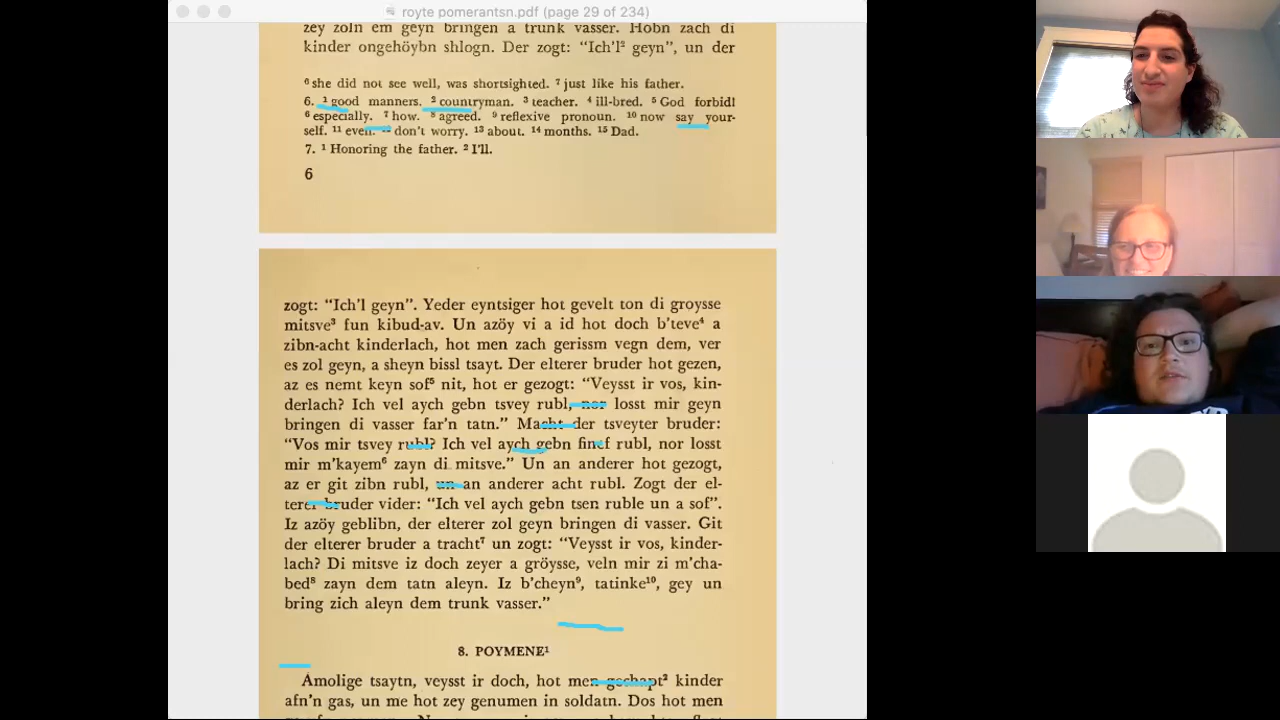 royte pomerantsn.pdf (page 29 of 234)
zey zoln em geyn bringen a trunk vasser. Hobn zach di
kinder ongehöybn shlogn. Der zogt: "Ich'l² geyn", un der
⁶ she did not see well, was shortsighted. ⁷ just like his father.
6. ¹ good manners. ² countryman. ³ teacher. ⁴ ill-bred. ⁵ God forbid!
⁶ especially. ⁷ how. ⁸ agreed. ⁹ reflexive pronoun. ¹⁰ now say your-
self. ¹¹ even. ¹² don't worry. ¹³ about. ¹⁴ months. ¹⁵ Dad.
7. ¹ Honoring the father. ² I'll.
6
zogt: "Ich'l geyn". Yeder eyntsiger hot gevelt ton di groysse
mitsve³ fun kibud-av. Un azöy vi a id hot doch b'teve⁴ a
zibn-acht kinderlach, hot men zach gerissm vegn dem, ver
es zol geyn, a sheyn bissl tsayt. Der elterer bruder hot gezen,
az es nemt keyn sof⁵ nit, hot er gezogt: "Veysst ir vos, kin-
derlach? Ich vel aych gebn tsvey rubl, nor losst mir geyn
bringen di vasser far'n tatn." Macht der tsveyter bruder:
"Vos mir tsvey rubl? Ich vel aych gebn finef rubl, nor losst
mir m'kayem⁶ zayn di mitsve." Un an anderer hot gezogt,
az er git zibn rubl, un an anderer acht rubl. Zogt der el-
terer bruder vider: "Ich vel aych gebn tsen ruble un a sof".
Iz azöy geblibn, der elterer zol geyn bringen di vasser. Git
der elterer bruder a tracht⁷ un zogt: "Veysst ir vos, kinder-
lach? Di mitsve iz doch zeyer a gröysse, veln mir zi m'cha-
bed⁸ zayn dem tatn aleyn. Iz b'cheyn⁹, tatinke¹⁰, gey un
bring zich aleyn dem trunk vasser."
8. POYMENE¹
Amolige tsaytn, veysst ir doch, hot men gechapt² kinder
afn'n gas, un me hot zey genumen in soldatn. Dos hot men